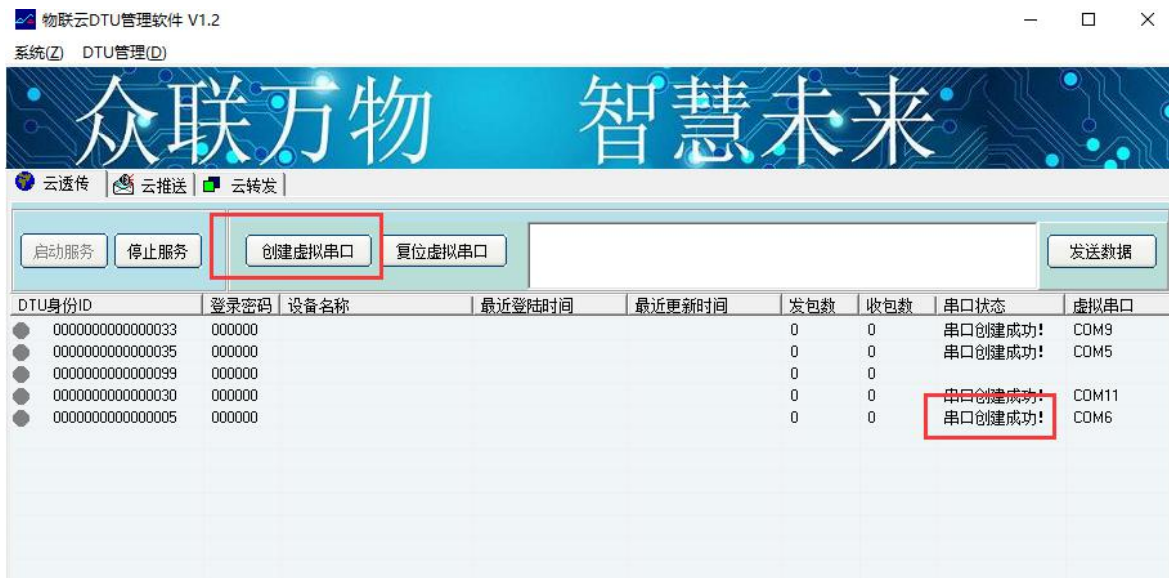 物联云DTU管理软件 V1.2
系统(Z) DTU管理(D)
众联万物 智慧未来
云透传 云推送 云转发
启动服务 停止服务 创建虚拟串口 复位虚拟串口 发送数据
DTU身份ID 登录密码 设备名称 最近登陆时间 最近更新时间 发包数 收包数 串口状态 虚拟串口
0000000000000033 000000 0 0 串口创建成功! COM9
0000000000000035 000000 0 0 串口创建成功! COM5
0000000000000099 000000 0 0
0000000000000030 000000 0 0 串口创建成功! COM11
0000000000000005 000000 0 0 串口创建成功! COM6